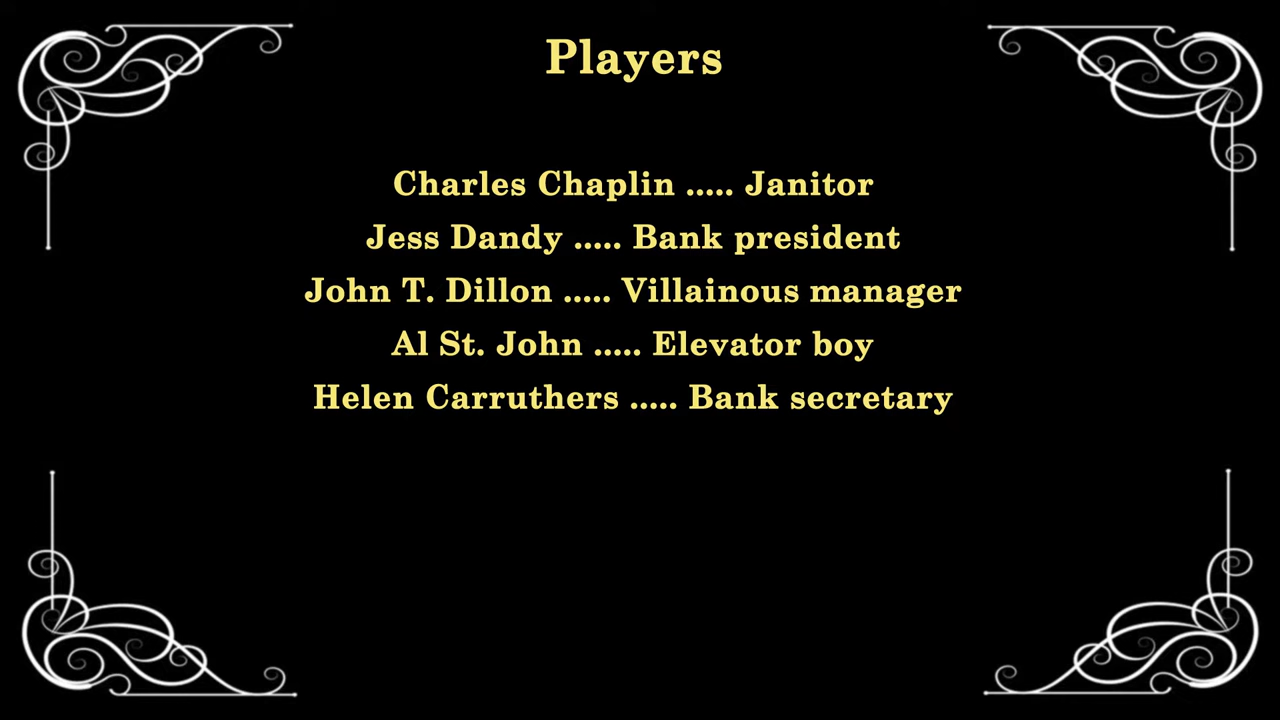 Players
Charles Chaplin ..... Janitor
Jess Dandy ..... Bank president
John T. Dillon ..... Villainous manager
Al St. John ..... Elevator boy
Helen Carruthers ..... Bank secretary